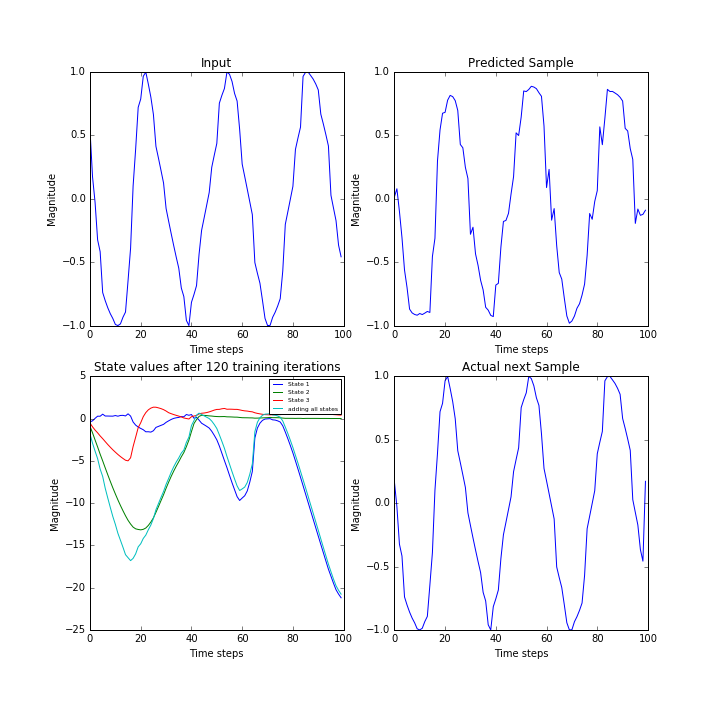 Input
1.0
0.5
0.0
−0.5
−1.0
Magnitude
0 20 40 60 80 100
Time steps
Predicted Sample
1.0
0.5
0.0
−0.5
−1.0
Magnitude
0 20 40 60 80 100
Time steps
State values after 120 training iterations
5
0
−5
−10
−15
−20
−25
Magnitude
State 1
State 2
State 3
adding all states
0 20 40 60 80 100
Time steps
Actual next Sample
1.0
0.5
0.0
−0.5
−1.0
Magnitude
0 20 40 60 80 100
Time steps